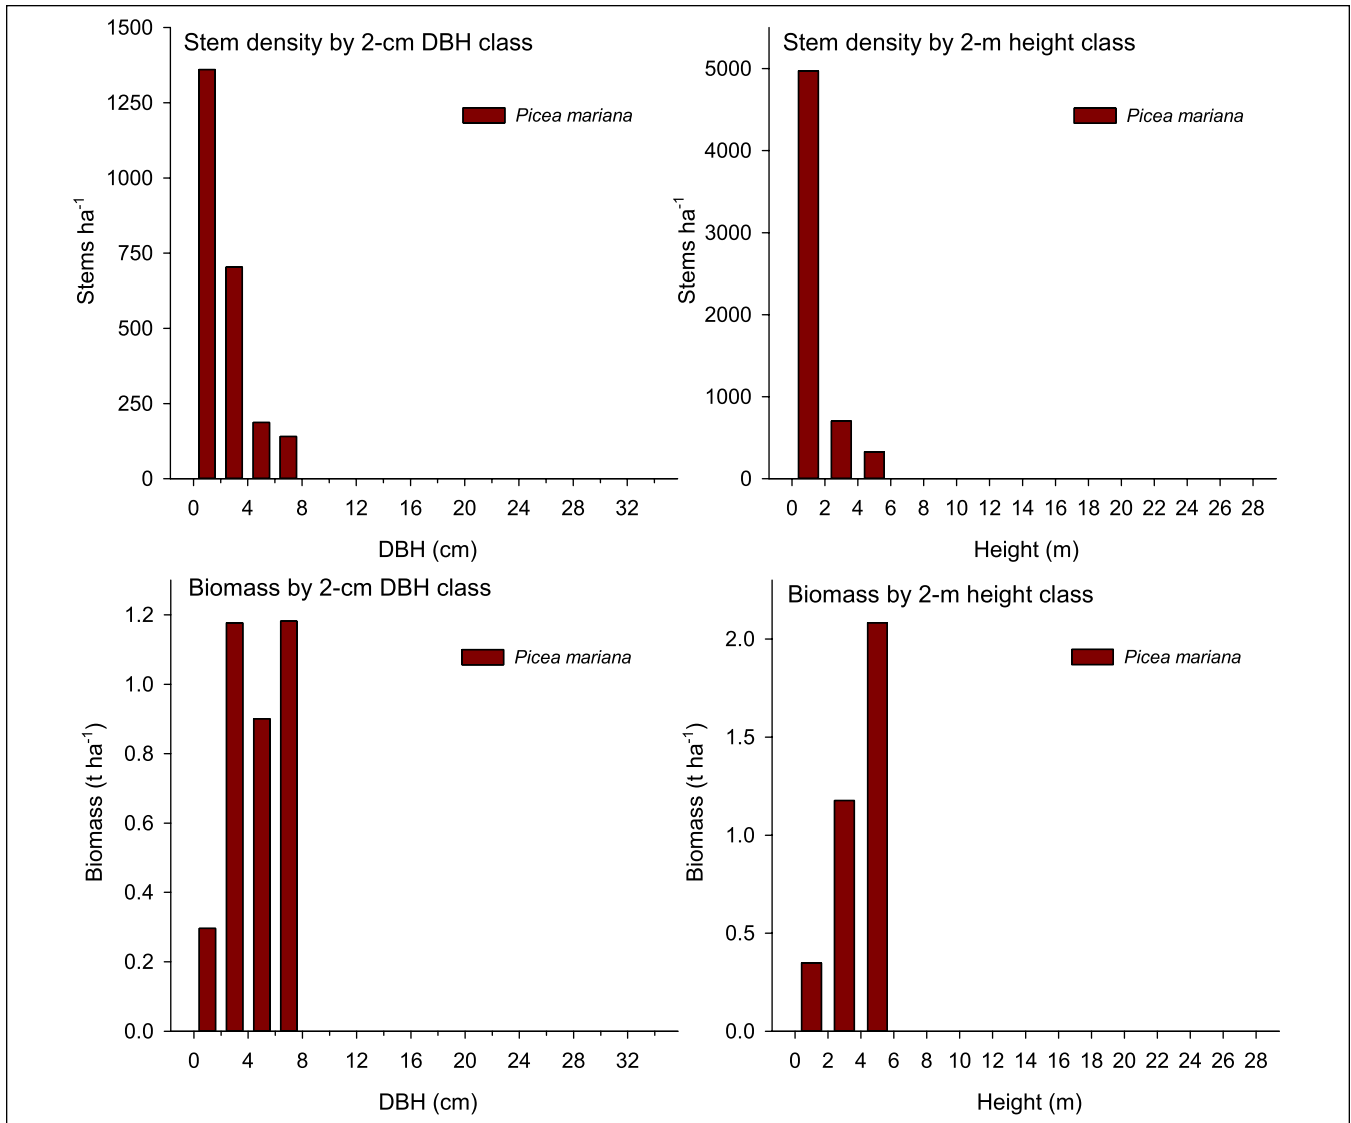 Stem density by 2-cm DBH class
1500
1250
1000
750
500
250
0
Stems ha⁻¹
Picea mariana
0 4 8 12 16 20 24 28 32
DBH (cm)
Stem density by 2-m height class
5000
4000
3000
2000
1000
0
Stems ha⁻¹
Picea mariana
0 2 4 6 8 10 12 14 16 18 20 22 24 26 28
Height (m)
Biomass by 2-cm DBH class
1.2
1.0
0.8
0.6
0.4
0.2
0.0
Biomass (t ha⁻¹)
Picea mariana
0 4 8 12 16 20 24 28 32
DBH (cm)
Biomass by 2-m height class
2.0
1.5
1.0
0.5
0.0
Biomass (t ha⁻¹)
Picea mariana
0 2 4 6 8 10 12 14 16 18 20 22 24 26 28
Height (m)